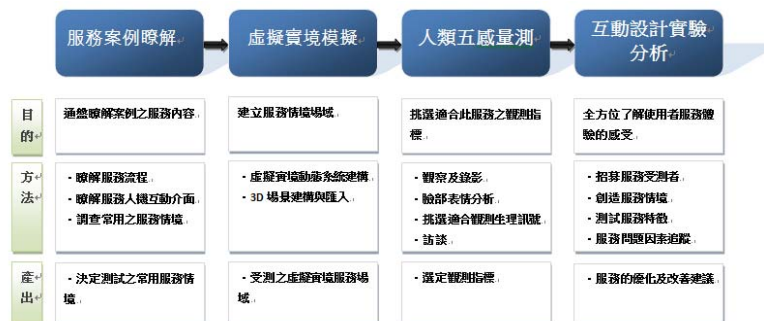 服務案例瞭解
虛擬實境模擬
人類五感量測
互動設計實驗
分析
目
的
通盤瞭解案例之服務內容
建立服務情境場域
挑選適合此服務之觀測指
標
全方位了解使用者服務體
驗的感受
方
法
- 瞭解服務流程
- 瞭解服務人機互動介面
- 調查常用之服務情境
- 虛擬實境動態系統建構
- 3D 場景建構與匯入
- 觀察及錄影
- 臉部表情分析
- 挑選適合觀測生理訊號
- 訪談
- 招募服務受測者
- 創造服務情境
- 測試服務特徵
- 服務問題因素追蹤
產
出
- 決定測試之常用服務情
境
- 受測之虛擬實境服務場
域
- 選定觀測指標
- 服務的優化及改善建議